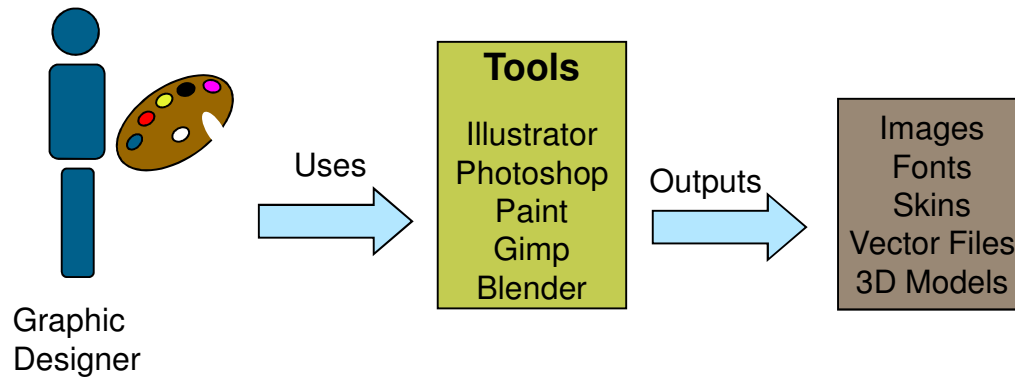 Graphic
Designer
Uses
Tools
Illustrator
Photoshop
Paint
Gimp
Blender
Outputs
Images
Fonts
Skins
Vector Files
3D Models